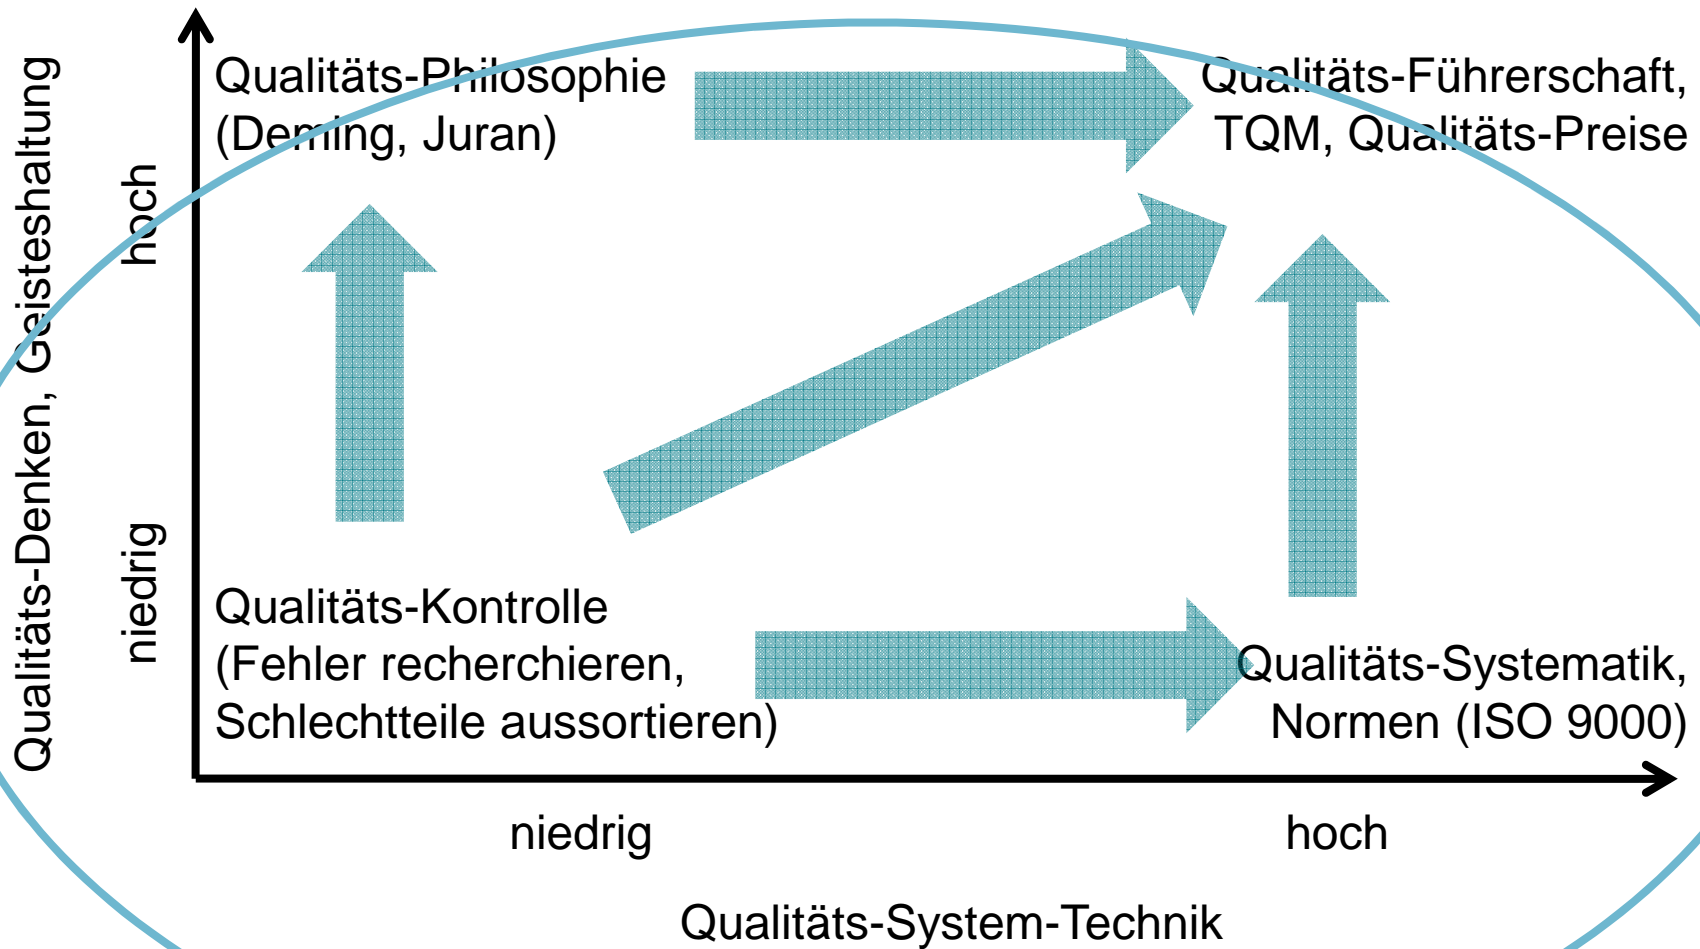 Qualitäts-Denken, Geisteshaltung
hoch
niedrig
Qualitäts-Philosophie
(Deming, Juran)
Qualitäts-Führerschaft,
TQM, Qualitäts-Preise
Qualitäts-Kontrolle
(Fehler recherchieren,
Schlechtteile aussortieren)
Qualitäts-Systematik,
Normen (ISO 9000)
niedrig
hoch
Qualitäts-System-Technik